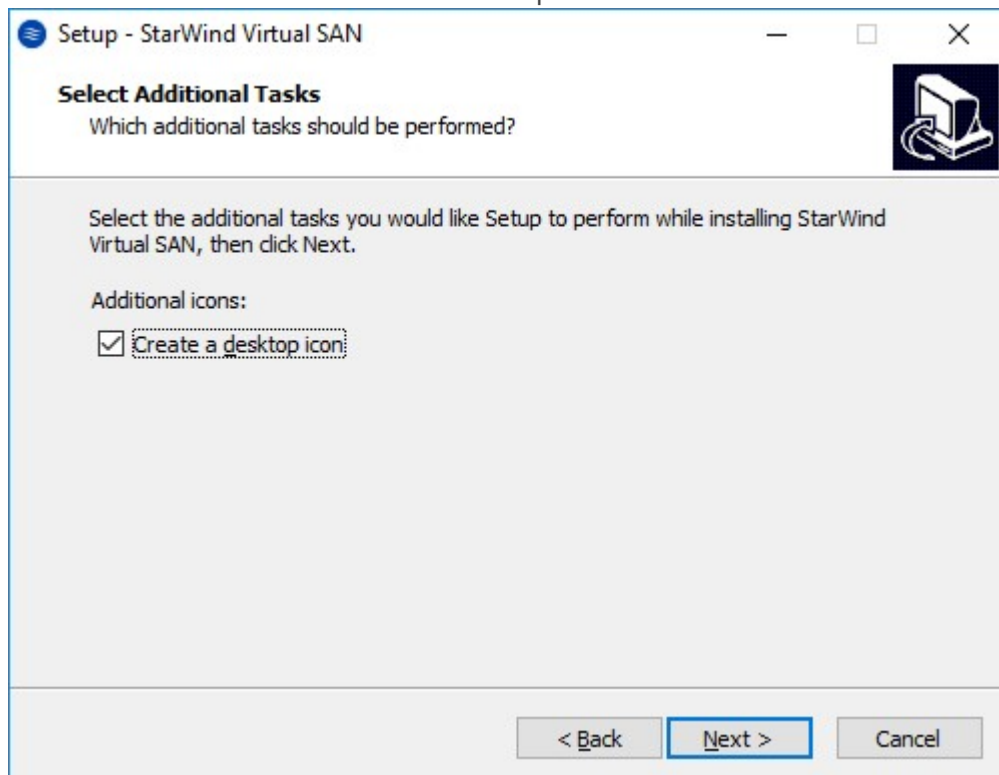 Setup - StarWind Virtual SAN
Select Additional Tasks
Which additional tasks should be performed?
Select the additional tasks you would like Setup to perform while installing StarWind
Virtual SAN, then click Next.
Additional icons:
Create a desktop icon
< Back Next > Cancel